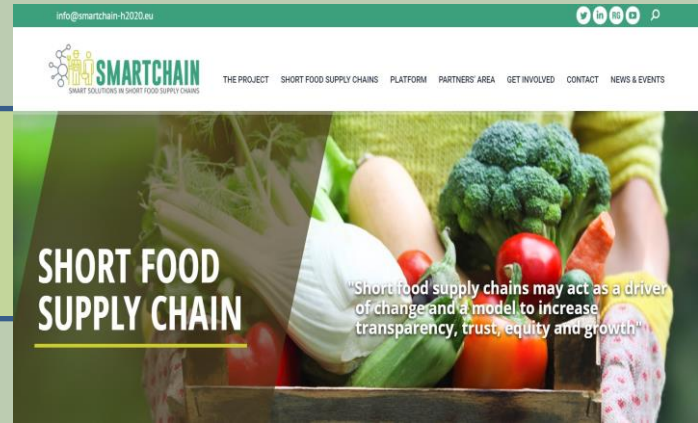 info@smartchain-h2020.eu
RG
SMARTCHAIN
SMART SOLUTIONS IN SHORT FOOD SUPPLY CHAINS
THE PROJECT SHORT FOOD SUPPLY CHAINS PLATFORM PARTNERS' AREA GET INVOLVED CONTACT NEWS & EVENTS
SHORT FOOD
SUPPLY CHAIN
"Short food supply chains may act as a driver
of change and a model to increase
transparency, trust, equity and growth"